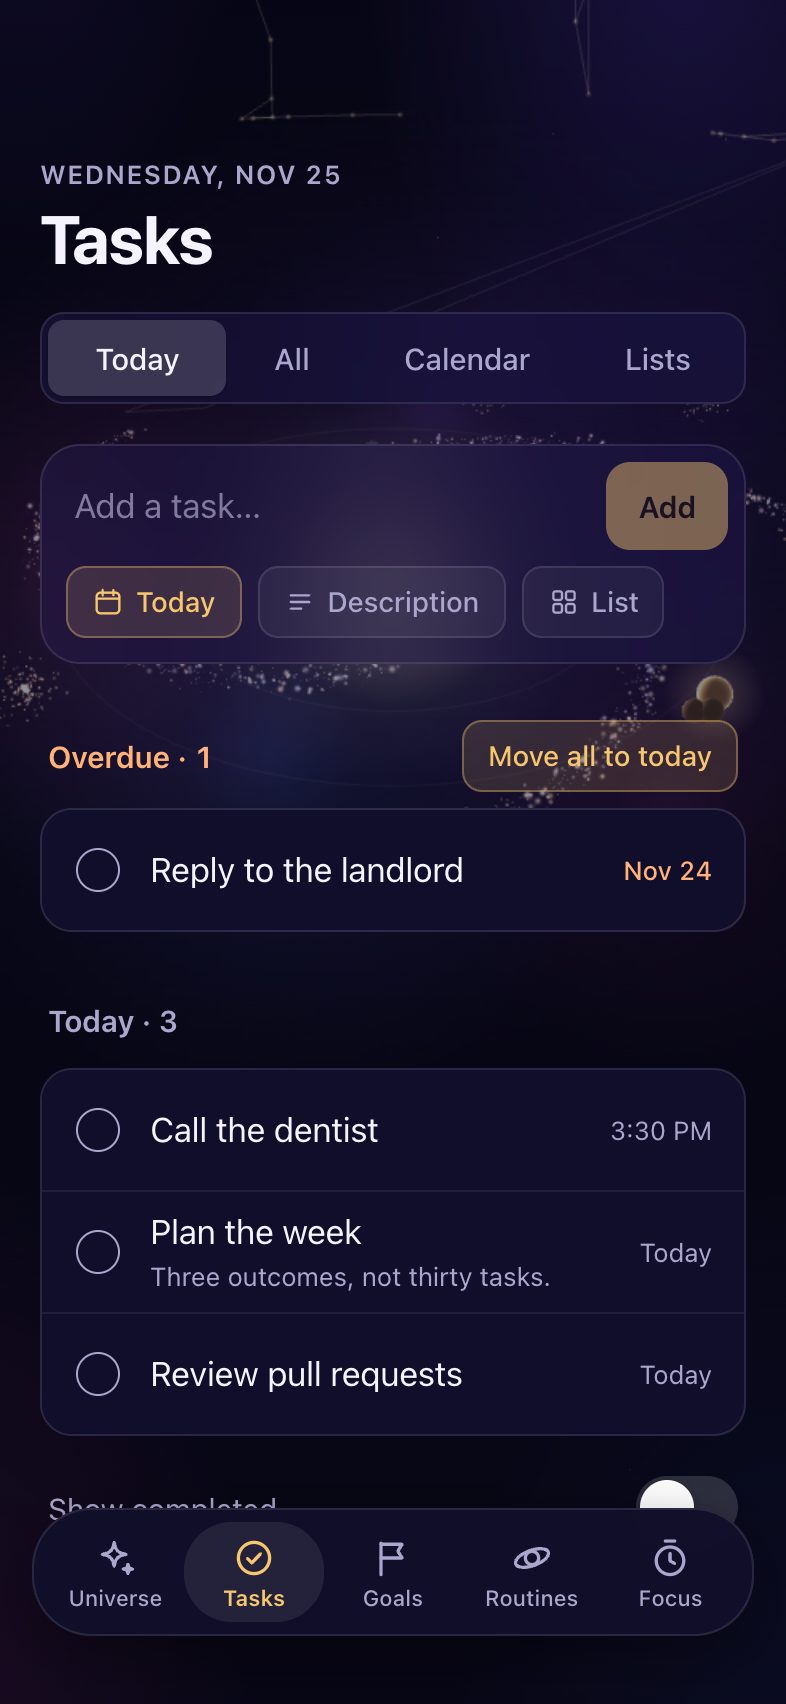 WEDNESDAY, NOV 25
Tasks
Today All Calendar Lists
Add a task...
Add
Today Description List
Overdue · 1
Move all to today
Reply to the landlord Nov 24
Today · 3
Call the dentist 3:30 PM
Plan the week
Three outcomes, not thirty tasks.
Today
Review pull requests Today
Show completed
Universe Tasks Goals Routines Focus